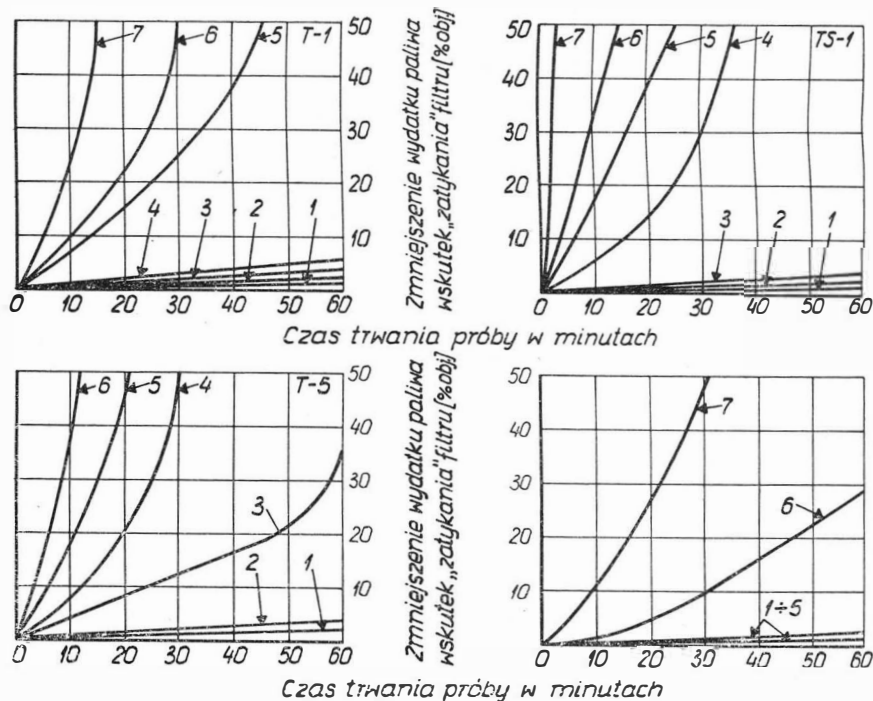 7 6 5 T-1
50
40
30
20
10
4 3 2 1
0 10 20 30 40 50 60
Zmniejszenie wydatku paliwa
wskutek „zatykania" filtru [% obj]
7 6 5 4 TS-1
50
40
30
20
10
3 2 1
0 10 20 30 40 50 60
Czas trwania próby w minutach
6 5 4 T-5
50
40
30
20
10
3
2 1
0 10 20 30 40 50 60
Zmniejszenie wydatku paliwa
wskutek „zatykania" filtru [% obj]
7
6
50
40
30
20
10
1÷5
0 10 20 30 40 50 60
Czas trwania próby w minutach